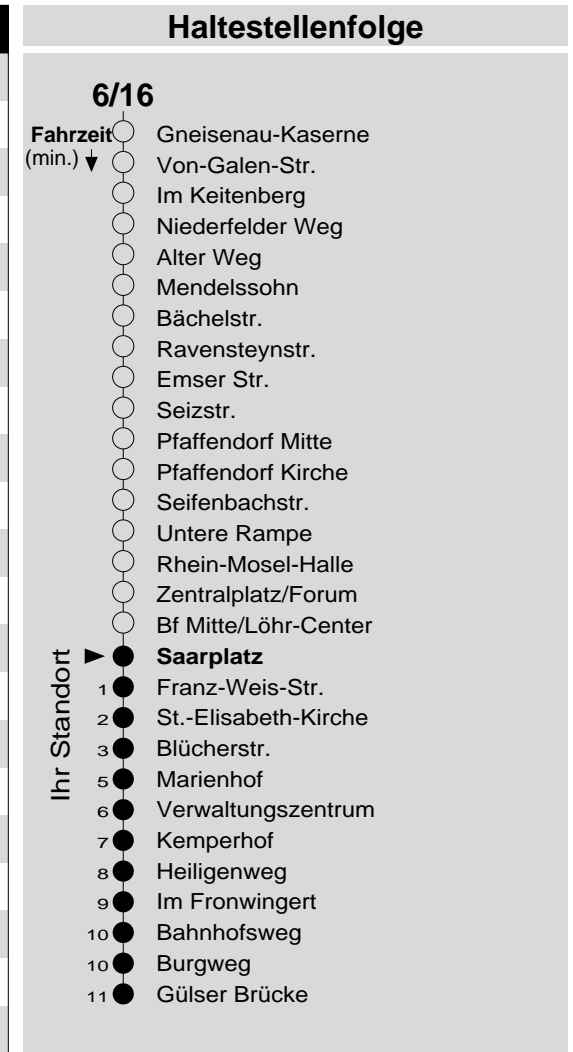 Haltestellenfolge
6/16
Fahrzeit Gneisenau-Kaserne
(min.) Von-Galen-Str.
Im Keitenberg
Niederfelder Weg
Alter Weg
Mendelssohn
Bächelstr.
Ravensteynstr.
Emser Str.
Seizstr.
Pfaffendorf Mitte
Pfaffendorf Kirche
Seifenbachstr.
Untere Rampe
Rhein-Mosel-Halle
Zentralplatz/Forum
Bf Mitte/Löhr-Center
Ihr Standort
Saarplatz
1 Franz-Weis-Str.
2 St.-Elisabeth-Kirche
3 Blücherstr.
5 Marienhof
6 Verwaltungszentrum
7 Kemperhof
8 Heiligenweg
9 Im Fronwingert
10 Bahnhofsweg
10 Burgweg
11 Gülser Brücke